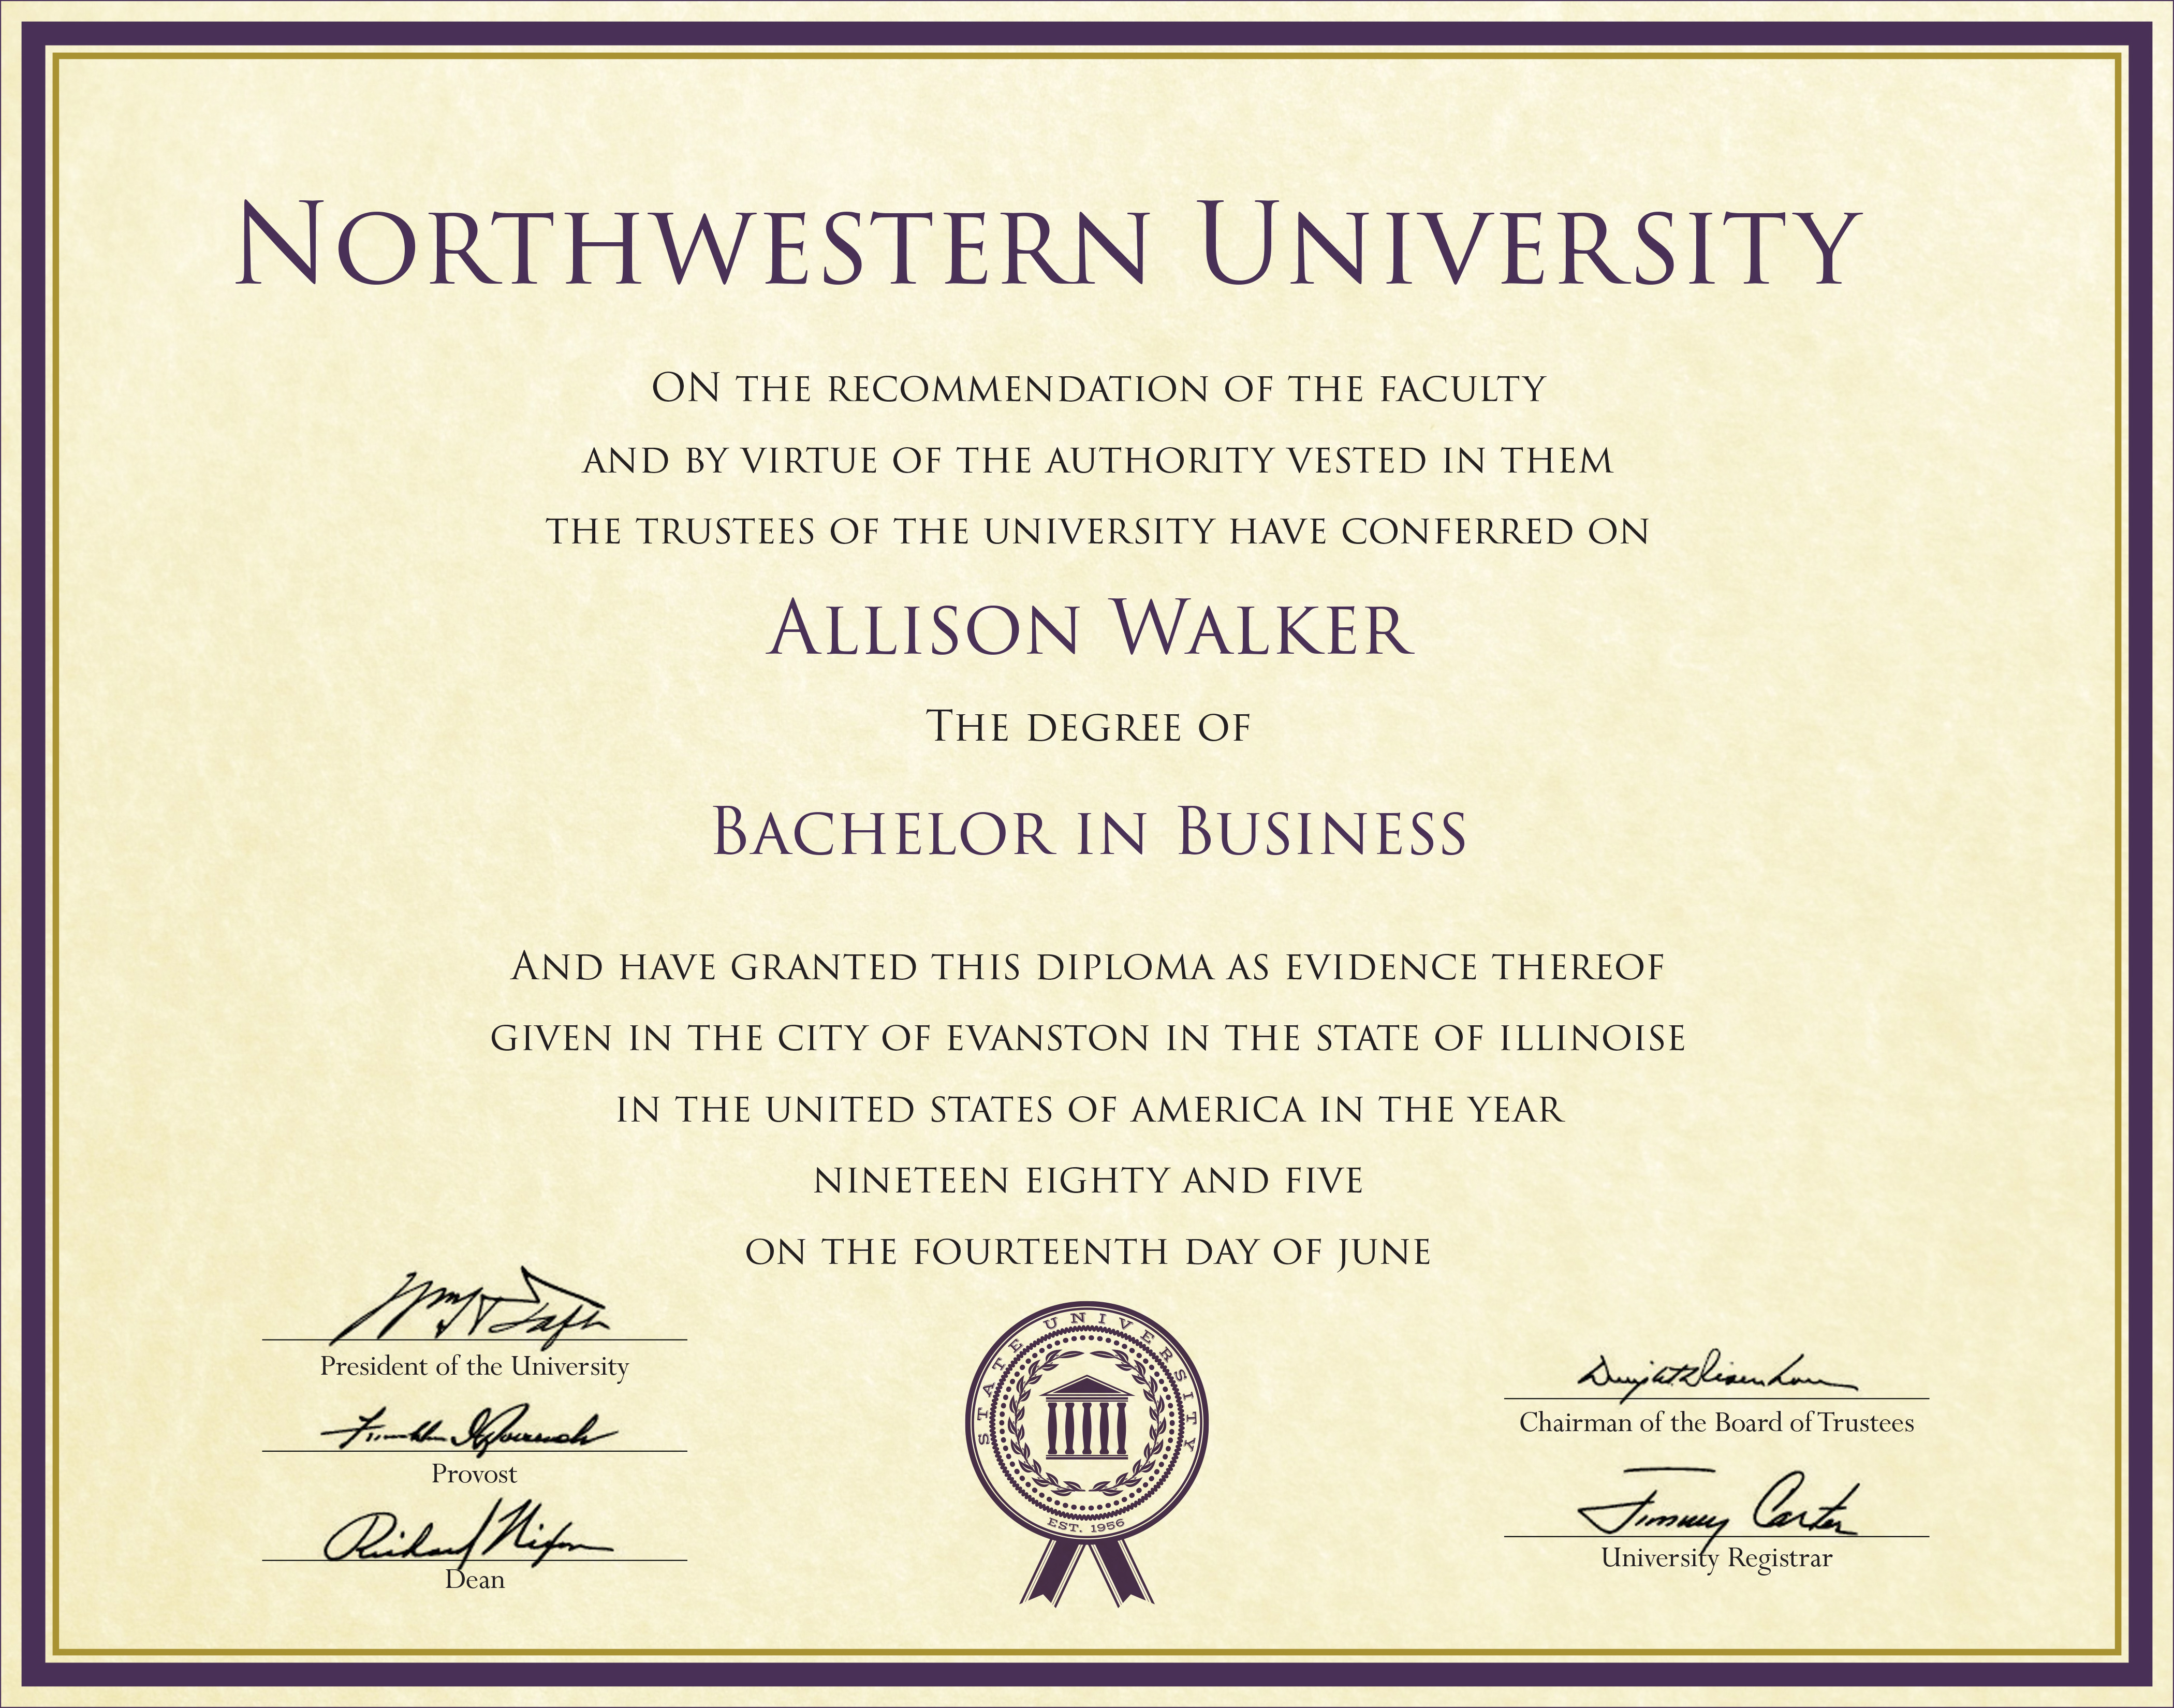 Northwestern University
ON THE RECOMMENDATION OF THE FACULTY
AND BY VIRTUE OF THE AUTHORITY VESTED IN THEM
THE TRUSTEES OF THE UNIVERSITY HAVE CONFERRED ON
Allison Walker
The degree of
Bachelor in Business
And have granted this diploma as evidence thereof
GIVEN IN THE CITY OF EVANSTON IN THE STATE OF ILLINOISE
IN THE UNITED STATES OF AMERICA IN THE YEAR
NINETEEN EIGHTY AND FIVE
ON THE FOURTEENTH DAY OF JUNE
Wm H Taft
President of the University
Franklin D Roosevelt
Provost
Richard Nixon
Dean
STATE UNIVERSITY
EST. 1956
Dwight D Eisenhower
Chairman of the Board of Trustees
Jimmy Carter
University Registrar